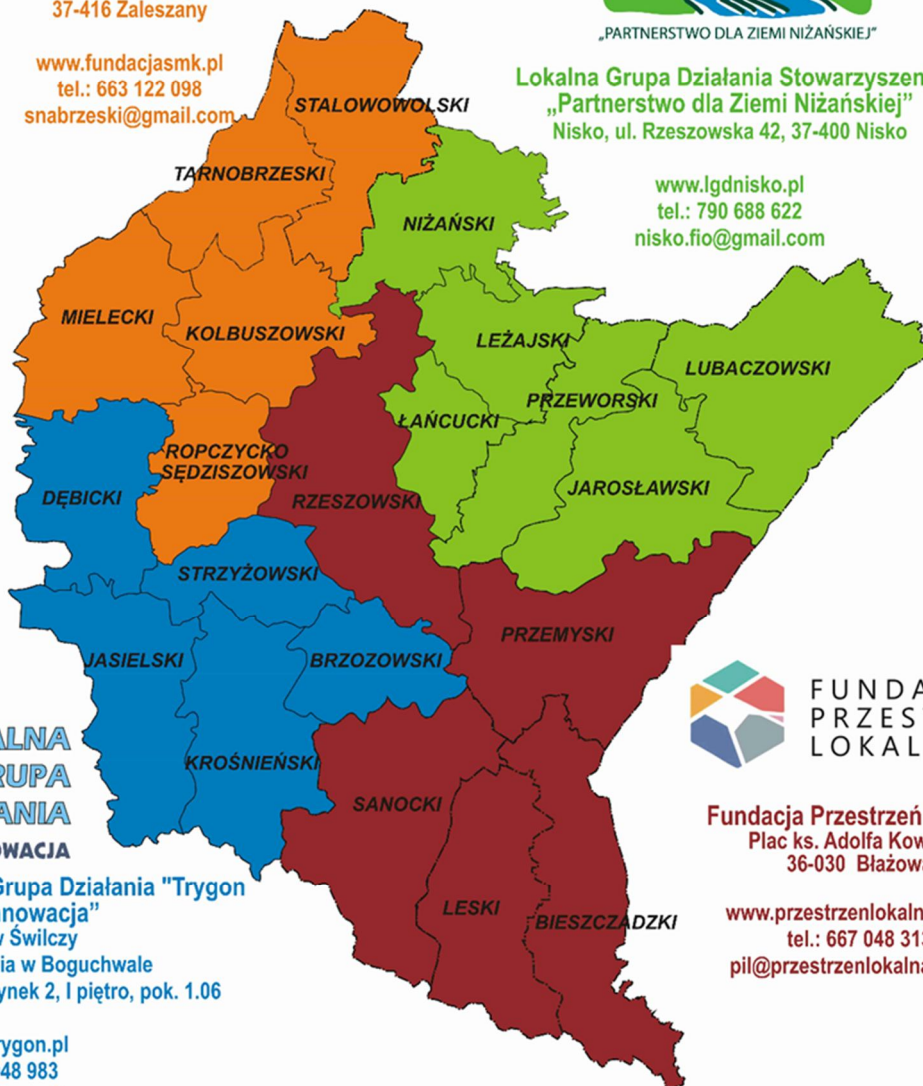 37-416 Zaleszany
www.fundacjasmk.pl
tel.: 663 122 098
snabrzeski@gmail.com
„PARTNERSTWO DLA ZIEMI NIŻAŃSKIEJ”
Lokalna Grupa Działania Stowarzyszen
„Partnerstwo dla Ziemi Niżańskiej”
Nisko, ul. Rzeszowska 42, 37-400 Nisko
www.lgdnisko.pl
tel.: 790 688 622
nisko.fio@gmail.com
STALOWOWOLSKI
TARNOBRZESKI
NIŻAŃSKI
MIELECKI
KOLBUSZOWSKI
LEŻAJSKI
LUBACZOWSKI
PRZEWORSKI
ŁAŃCUCKI
ROPCZYCKO
SĘDZISZOWSKI
DĘBICKI
RZESZOWSKI
JAROSŁAWSKI
STRZYŻOWSKI
PRZEMYSKI
JASIELSKI
BRZOZOWSKI
KROŚNIEŃSKI
SANOCKI
LESKI
BIESZCZADZKI
FUNDA
PRZES
LOKAL
Fundacja Przestrzeń
Plac ks. Adolfa Kow
36-030 Błażow
www.przestrzenlokaln
tel.: 667 048 313
pil@przestrzenlokalna
ALNA
RUPA
ANIA
OWACJA
Grupa Działania "Trygon
nnowacja”
w Świlczy
ia w Boguchwale
ynek 2, I piętro, pok. 1.06
rygon.pl
48 983